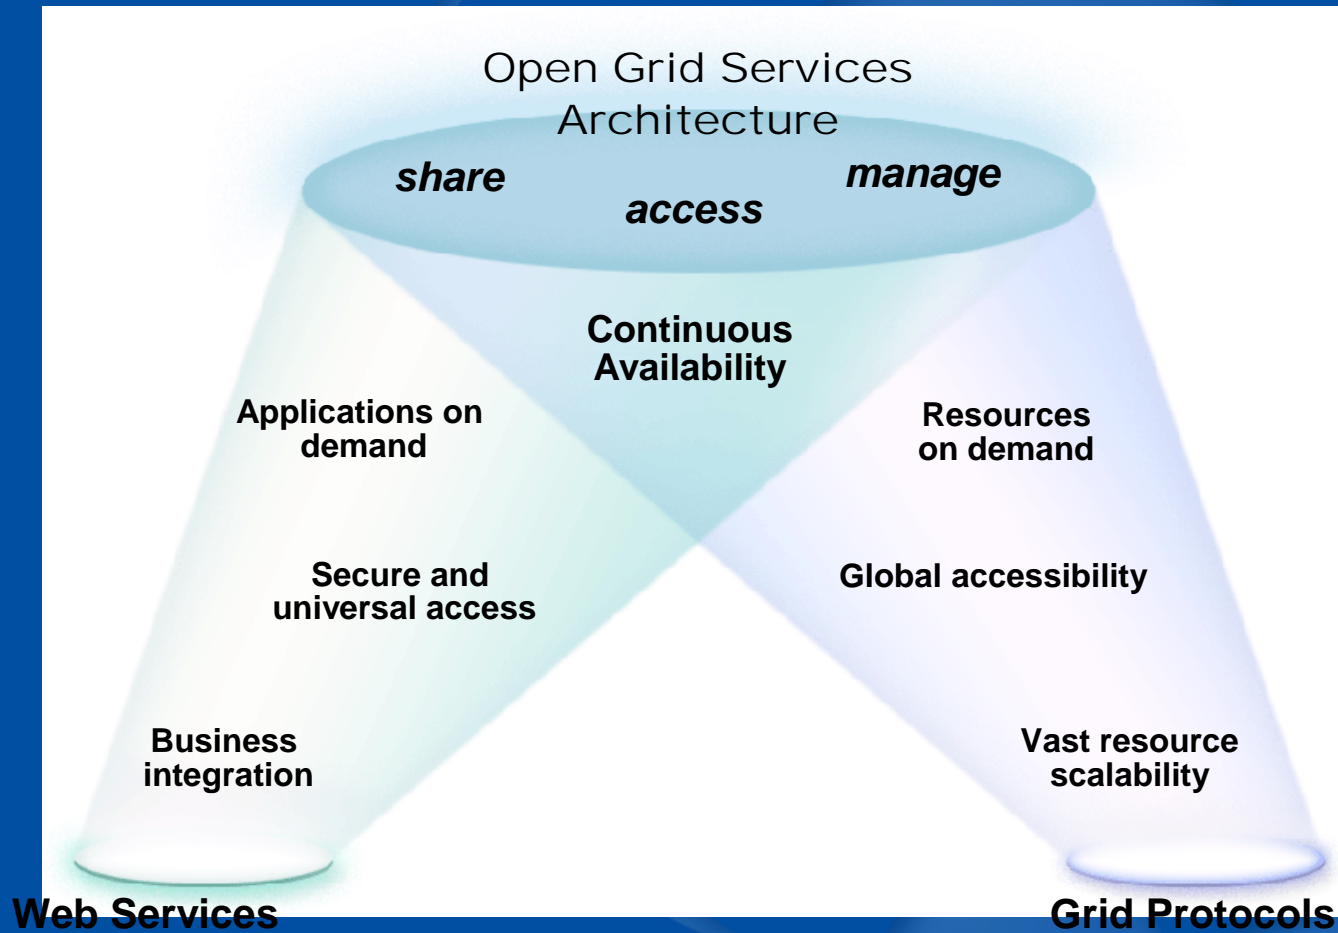 Open Grid Services
Architecture
share
access
manage
Continuous
Availability
Applications on
demand
Resources
on demand
Secure and
universal access
Global accessibility
Business
integration
Vast resource
scalability
Web Services
Grid Protocols